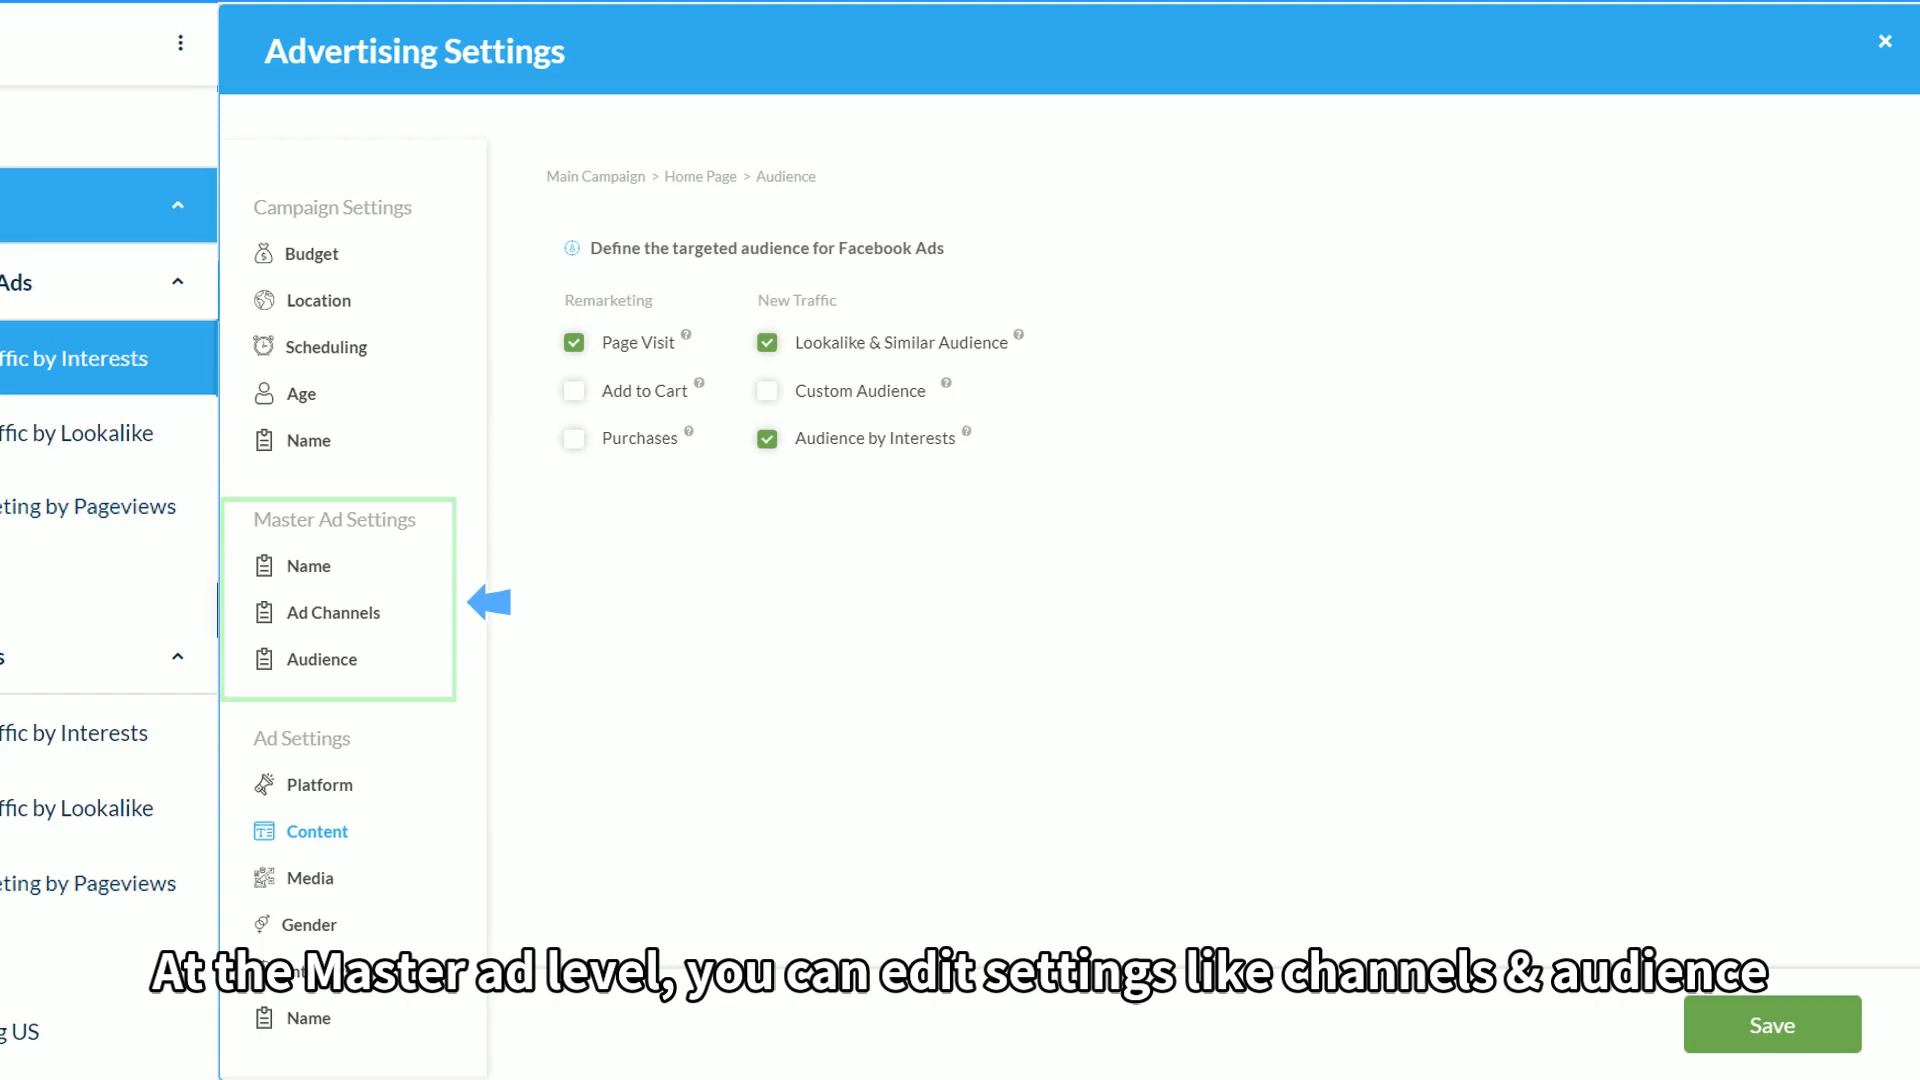 Advertising Settings
Ads
ffic by Interests
ffic by Lookalike
eting by Pageviews
s
ffic by Interests
ffic by Lookalike
eting by Pageviews
g US
Campaign Settings
Budget
Location
Scheduling
Age
Name
Master Ad Settings
Name
Ad Channels
Audience
Ad Settings
Platform
Content
Media
Gender
Name
Main Campaign > Home Page > Audience
Define the targeted audience for Facebook Ads
Remarketing New Traffic
Page Visit Lookalike & Similar Audience
Add to Cart Custom Audience
Purchases Audience by Interests
At the Master ad level, you can edit settings like channels & audience
Save